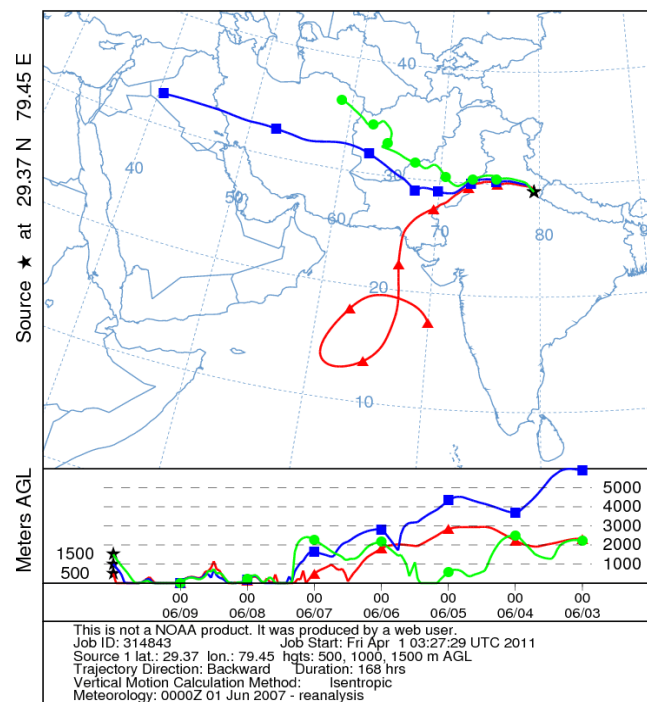 Source ★ at 29.37 N 79.45 E
40
40
50
60
30
70
80
20
10
Meters AGL
1500
500
5000
4000
3000
2000
1000
00 00 00 00 00 00 00
06/09 06/08 06/07 06/06 06/05 06/04 06/03
This is not a NOAA product. It was produced by a web user.
Job ID: 314843 Job Start: Fri Apr 1 03:27:29 UTC 2011
Source 1 lat.: 29.37 lon.: 79.45 hgts: 500, 1000, 1500 m AGL
Trajectory Direction: Backward Duration: 168 hrs
Vertical Motion Calculation Method: Isentropic
Meteorology: 0000Z 01 Jun 2007 - reanalysis